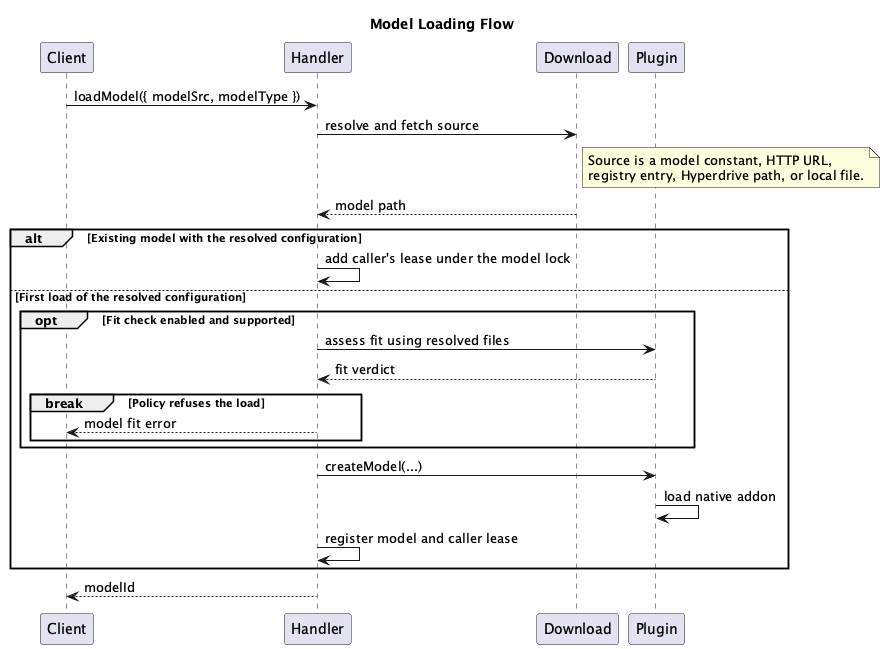 Model Loading Flow
Client
Handler
Download
Plugin
loadModel({ modelSrc, modelType })
resolve and fetch source
Source is a model constant, HTTP URL,
registry entry, Hyperdrive path, or local file.
model path
alt
[Existing model with the resolved configuration]
add caller's lease under the model lock
[First load of the resolved configuration]
opt
[Fit check enabled and supported]
assess fit using resolved files
fit verdict
break
[Policy refuses the load]
model fit error
createModel(...)
load native addon
register model and caller lease
modelId
Client
Handler
Download
Plugin